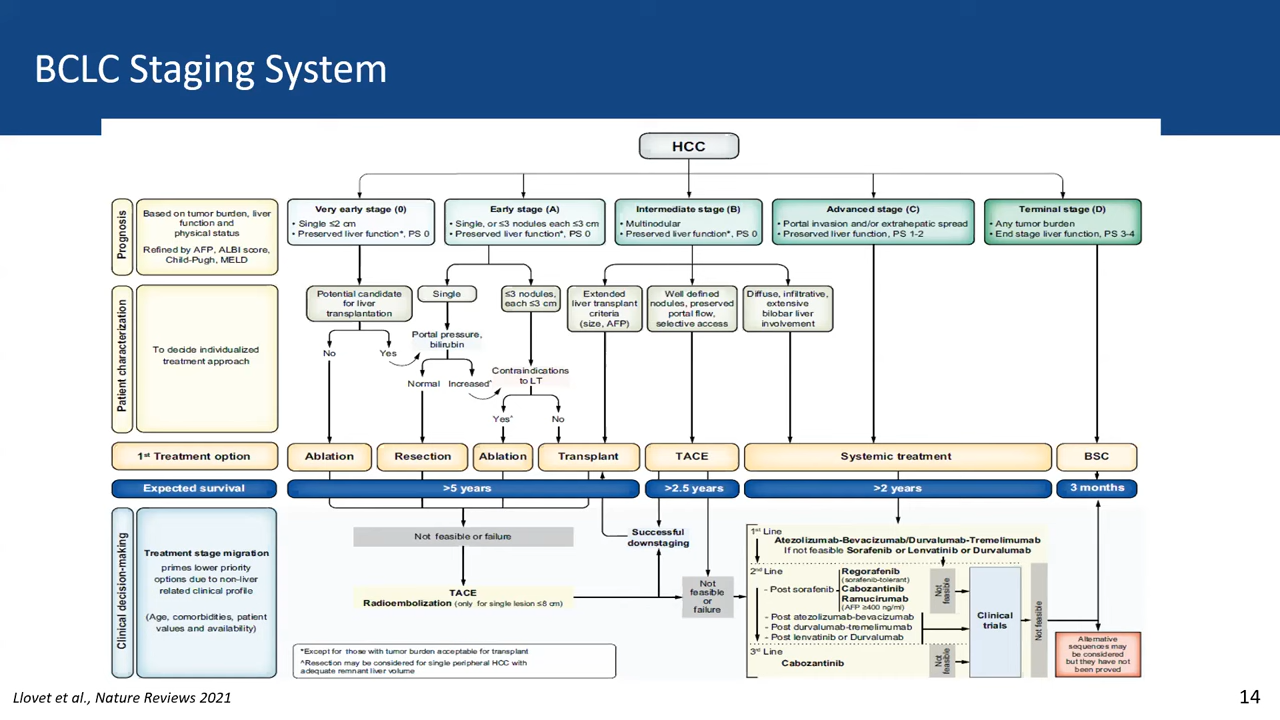 BCLC Staging System
HCC
Prognosis
Based on tumor burden, liver
function and
physical status
Refined by AFP, ALBI score,
Child-Pugh, MELD
Very early stage (0)
• Single ≤2 cm
• Preserved liver function*, PS 0
Early stage (A)
• Single, or ≤3 nodules each ≤3 cm
• Preserved liver function*, PS 0
Intermediate stage (B)
• Multinodular
• Preserved liver function*, PS 0
Advanced stage (C)
• Portal invasion and/or extrahepatic spread
• Preserved liver function, PS 1-2
Terminal stage (D)
• Any tumor burden
• End stage liver function, PS 3-4
Patient characterization
To decide individualized
treatment approach
Potential candidate
for liver
transplantation
Single
≤3 nodules,
each ≤3 cm
Extended
liver transplant
criteria
(size, AFP)
Well defined
nodules, preserved
portal flow,
selective access
Diffuse, infiltrative,
extensive
bilobar liver
involvement
No
Yes
Portal pressure,
bilirubin
Normal
Increased*
Contraindications
to LT
Yes^
No
1st Treatment option
Ablation
Resection
Ablation
Transplant
TACE
Systemic treatment
BSC
Expected survival
>5 years
>2.5 years
>2 years
3 months
Clinical decision-making
Treatment stage migration
primes lower priority
options due to non-liver
related clinical profile
(Age, comorbidities, patient
values and availability)
Not feasible or failure
TACE
Radioembolization (only for single lesion ≤8 cm)
Successful
downstaging
Not
feasible
or
failure
1st Line
Atezolizumab-Bevacizumab/Durvalumab-Tremelimumab
If not feasible Sorafenib or Lenvatinib or Durvalumab
2nd Line
- Post sorafenib
Regorafenib
(sorafenib-tolerant)
Cabozantinib
Ramucirumab
(AFP ≥400 ng/ml)
- Post atezolizumab-bevacizumab
- Post durvalumab-tremelimumab
- Post lenvatinib or Durvalumab
3rd Line
Cabozantinib
Not
feasible
Not
feasible
Clinical
trials
Not feasible
Alternative
sequences may
be considered
but they have not
been proved
*Except for those with tumor burden acceptable for transplant
^Resection may be considered for single peripheral HCC with
adequate remnant liver volume
Llovet et al., Nature Reviews 2021
14